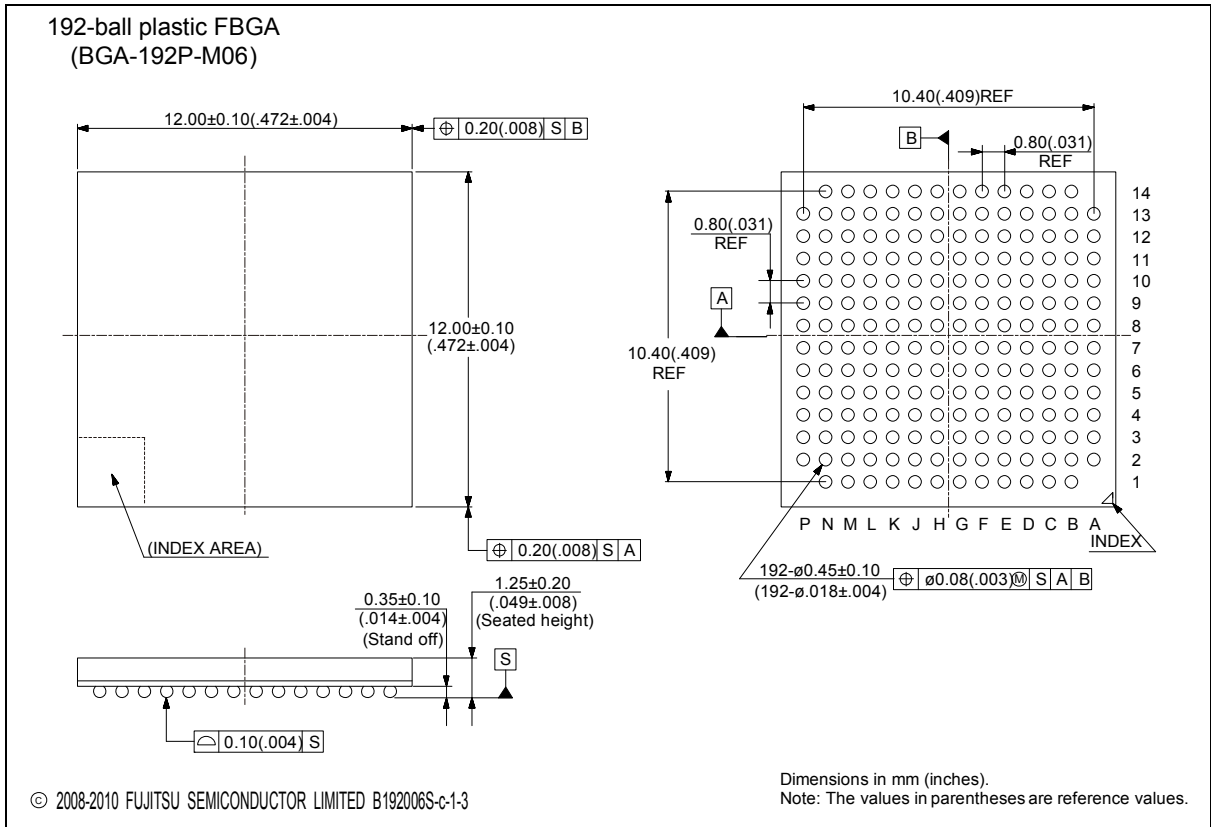 192-ball plastic FBGA
(BGA-192P-M06)
12.00±0.10(.472±.004)
⌖ 0.20(.008) S B
12.00±0.10
(.472±.004)
(INDEX AREA)
⌖ 0.20(.008) S A
10.40(.409)REF
B
0.80(.031)
REF
0.80(.031)
REF
A
10.40(.409)
REF
14
13
12
11
10
9
8
7
6
5
4
3
2
1
P N M L K J H G F E D C B A
INDEX
192-ø0.45±0.10
(192-ø.018±.004)
⌖ ø0.08(.003)Ⓜ S A B
0.35±0.10
(.014±.004)
(Stand off)
1.25±0.20
(.049±.008)
(Seated height)
S
⌓ 0.10(.004) S
© 2008-2010 FUJITSU SEMICONDUCTOR LIMITED B192006S-c-1-3
Dimensions in mm (inches).
Note: The values in parentheses are reference values.